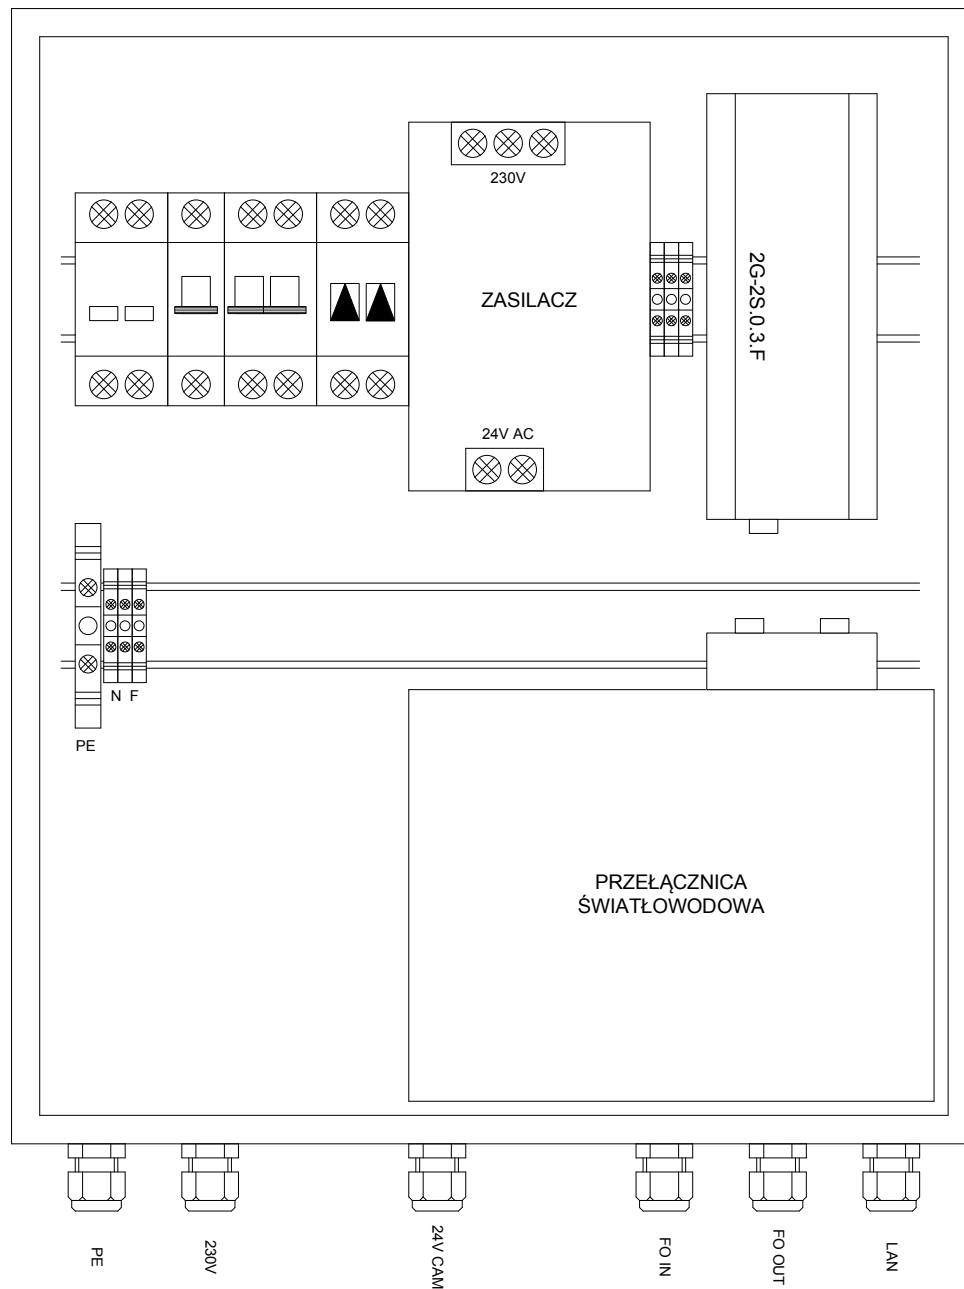 230V
ZASILACZ
2G-2S.0.3.F
24V AC
N F
PE
PRZEŁĄCZNICA
ŚWIATŁOWODOWA
PE
230V
24V CAM
FO IN
FO OUT
LAN